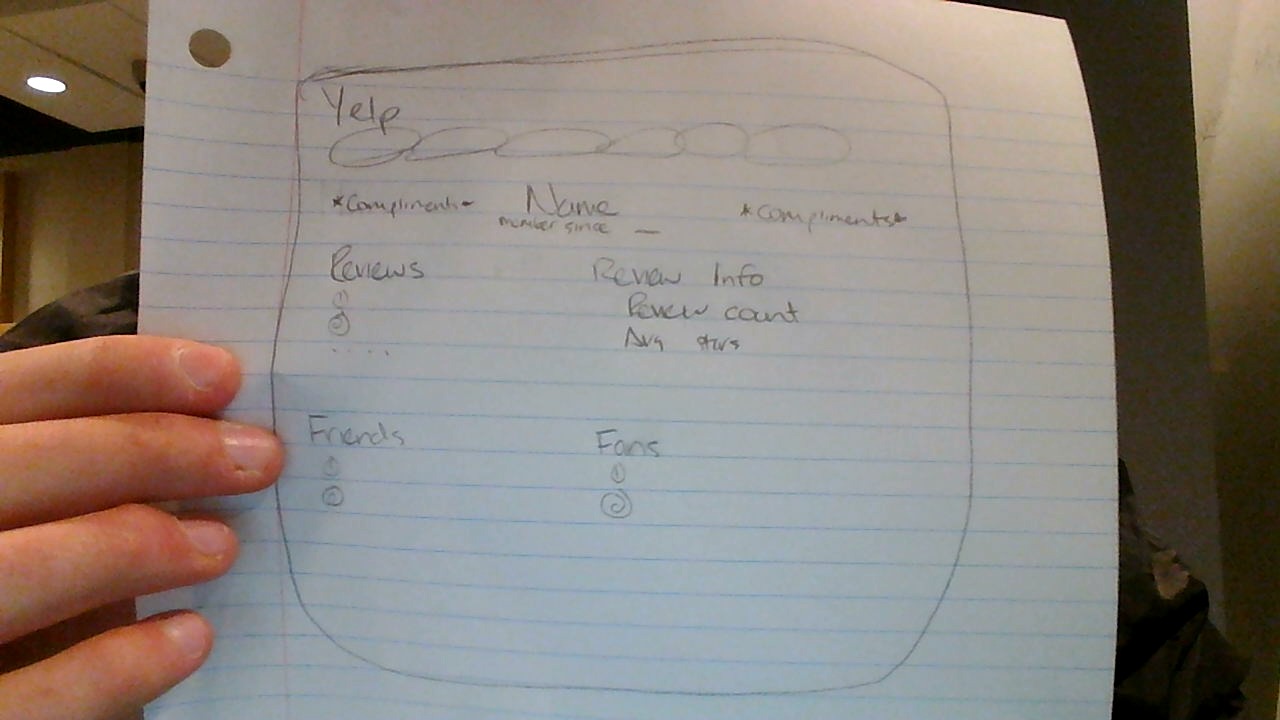 Yelp
*Compliments* Name *Compliments*
member since —
Reviews Review Info
① Review count
② Avg stars
....
Friends Fans
① ①
② ②